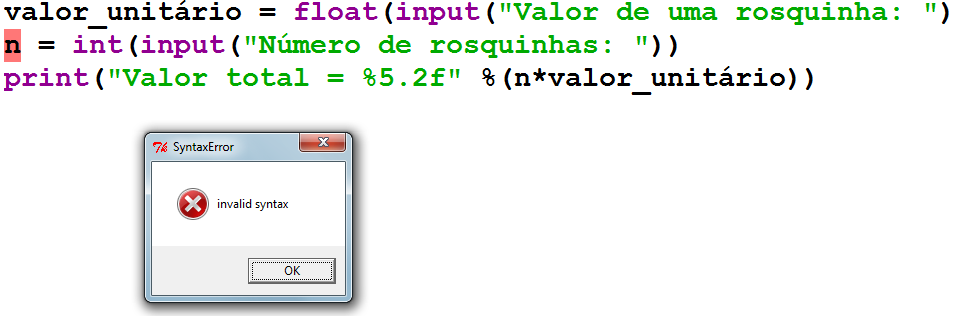 valor_unitário = float(input("Valor de uma rosquinha: ")
n = int(input("Número de rosquinhas: "))
print("Valor total = %5.2f" %(n*valor_unitário))
SyntaxError
invalid syntax
OK